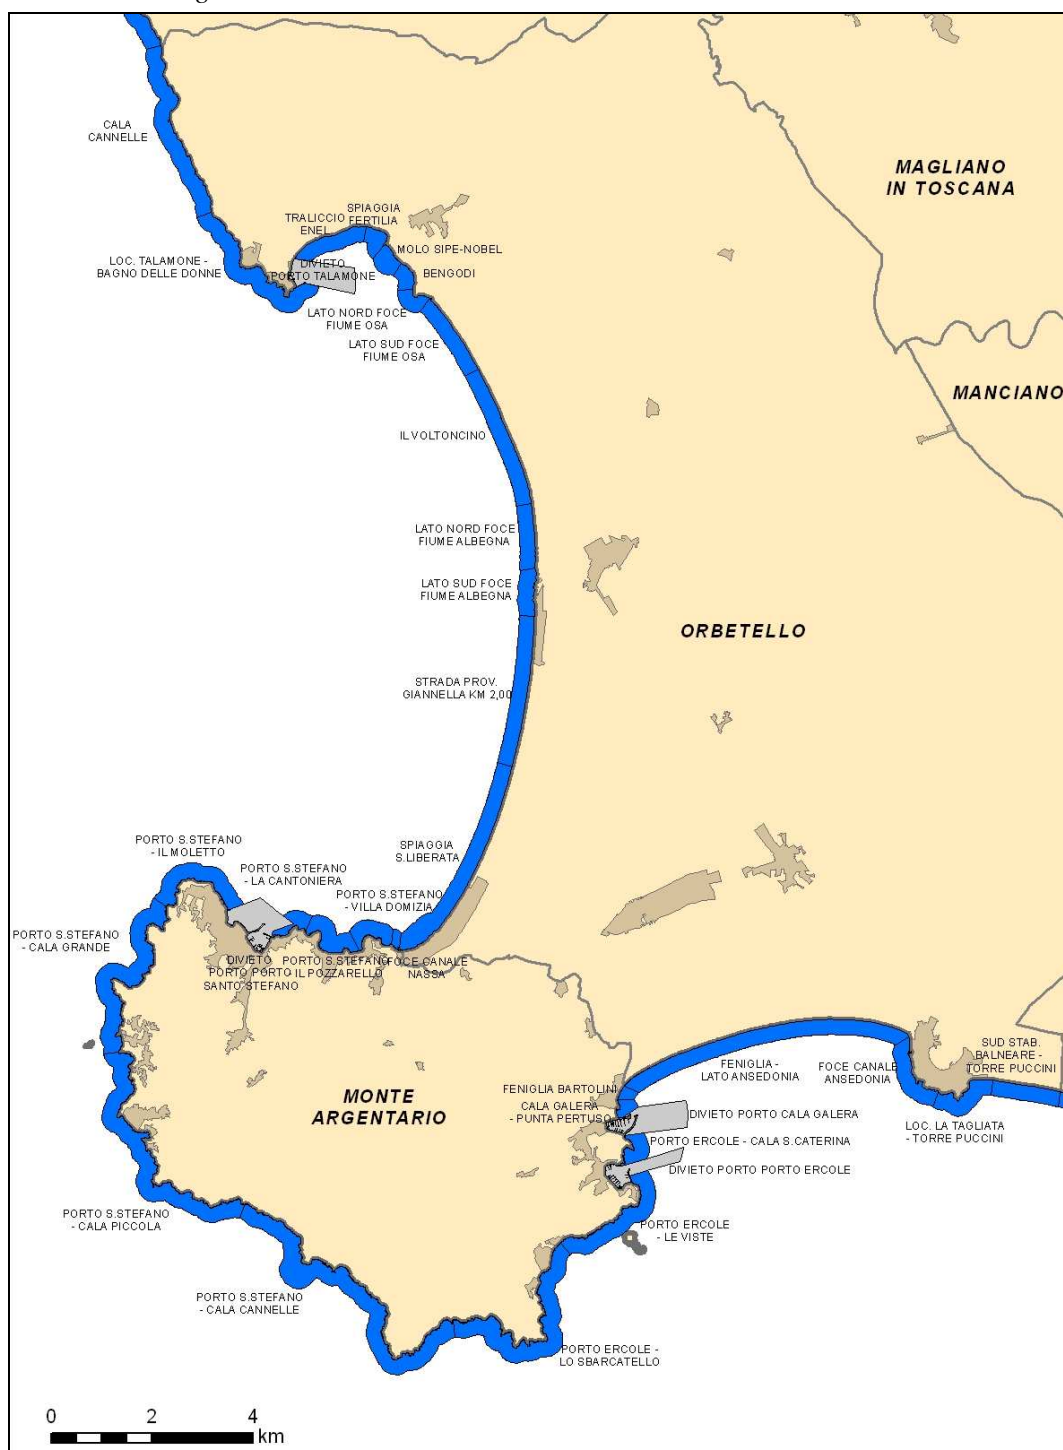 CALA
CANNELLE
MAGLIANO
IN TOSCANA
SPIAGGIA
FERTILIA
TRALICCIO
ENEL
MOLO SIPE-NOBEL
LOC. TALAMONE -
BAGNO DELLE DONNE
DIVIETO
PORTO TALAMONE
BENGODI
LATO NORD FOCE
FIUME OSA
LATO SUD FOCE
FIUME OSA
MANCIANO
IL VOLTONCINO
LATO NORD FOCE
FIUME ALBEGNA
LATO SUD FOCE
FIUME ALBEGNA
ORBETELLO
STRADA PROV.
GIANNELLA KM 2,00
PORTO S.STEFANO
- IL MOLETTO
SPIAGGIA
S.LIBERATA
PORTO S.STEFANO
- LA CANTONIERA
PORTO S.STEFANO
- VILLA DOMIZIA
PORTO S.STEFANO
- CALA GRANDE
DIVIETO
PORTO PORTO
SANTO STEFANO
PORTO S.STEFANO
IL POZZARELLO
FOCE CANALE
NASSA
SUD STAB.
BALNEARE -
TORRE PUCCINI
FENIGLIA -
LATO ANSEDONIA
FOCE CANALE
ANSEDONIA
MONTE
ARGENTARIO
FENIGLIA BARTOLINI
CALA GALERA
- PUNTA PERTUSO
DIVIETO PORTO CALA GALERA
LOC. LA TAGLIATA
- TORRE PUCCINI
PORTO ERCOLE - CALA S.CATERINA
DIVIETO PORTO PORTO ERCOLE
PORTO S.STEFANO
- CALA PICCOLA
PORTO ERCOLE
- LE VISTE
PORTO S.STEFANO
- CALA CANNELLE
PORTO ERCOLE -
LO SBARCATELLO
0 2 4
km